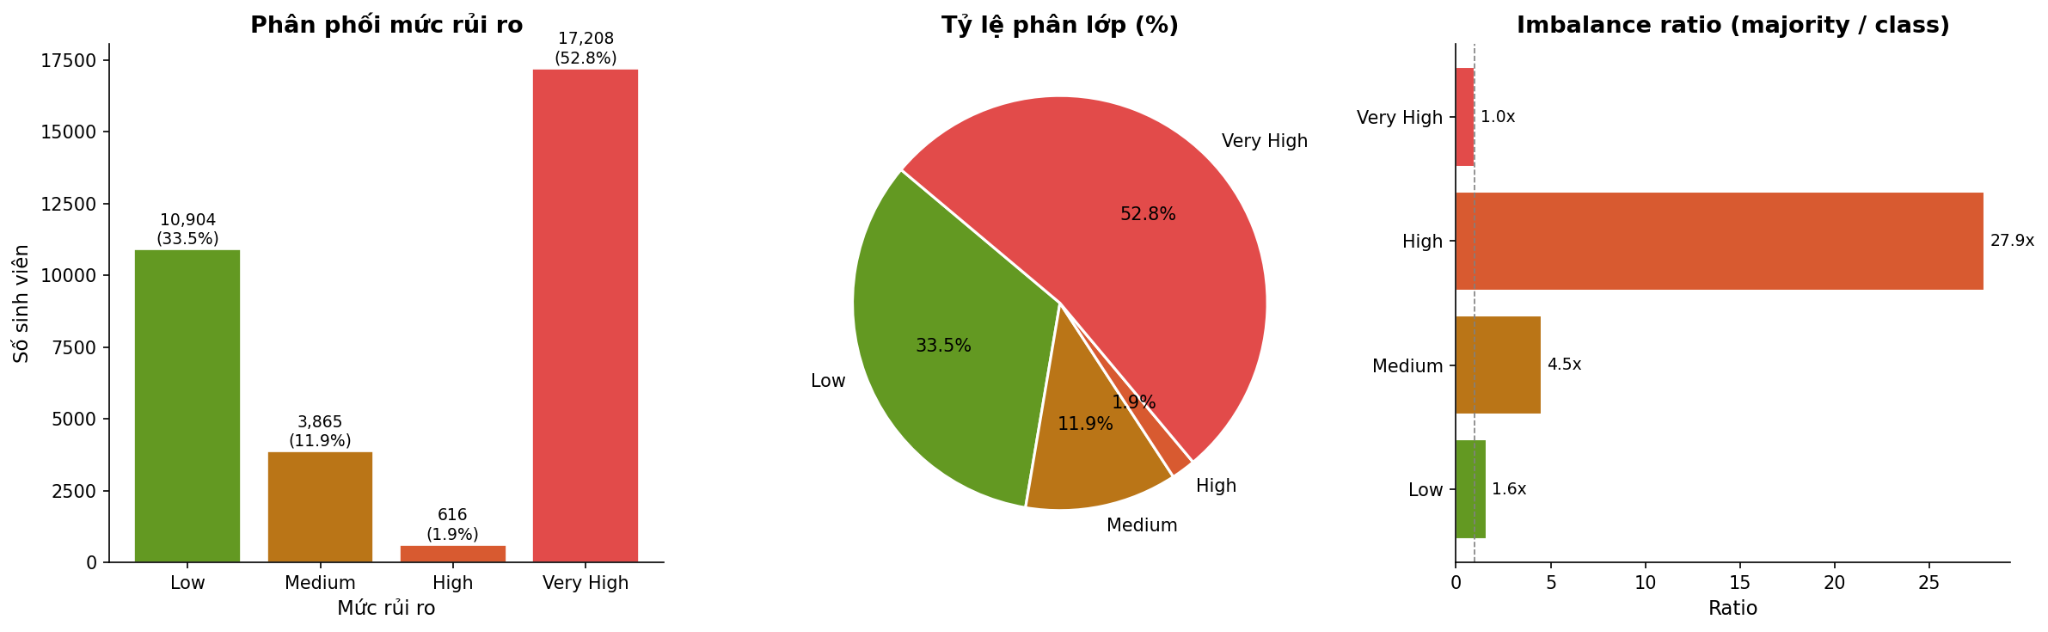 Phân phối mức rủi ro
17,208
(52.8%)
17500
15000
12500
10,904
(33.5%)
10000
7500
5000
3,865
(11.9%)
2500
616
(1.9%)
0
Số sinh viên
Low
Medium
High
Very High
Mức rủi ro
Tỷ lệ phân lớp (%)
Very High
52.8%
33.5%
Low
1.9%
11.9%
High
Medium
Imbalance ratio (majority / class)
Very High
1.0x
High
27.9x
Medium
4.5x
Low
1.6x
0
5
10
15
20
25
Ratio